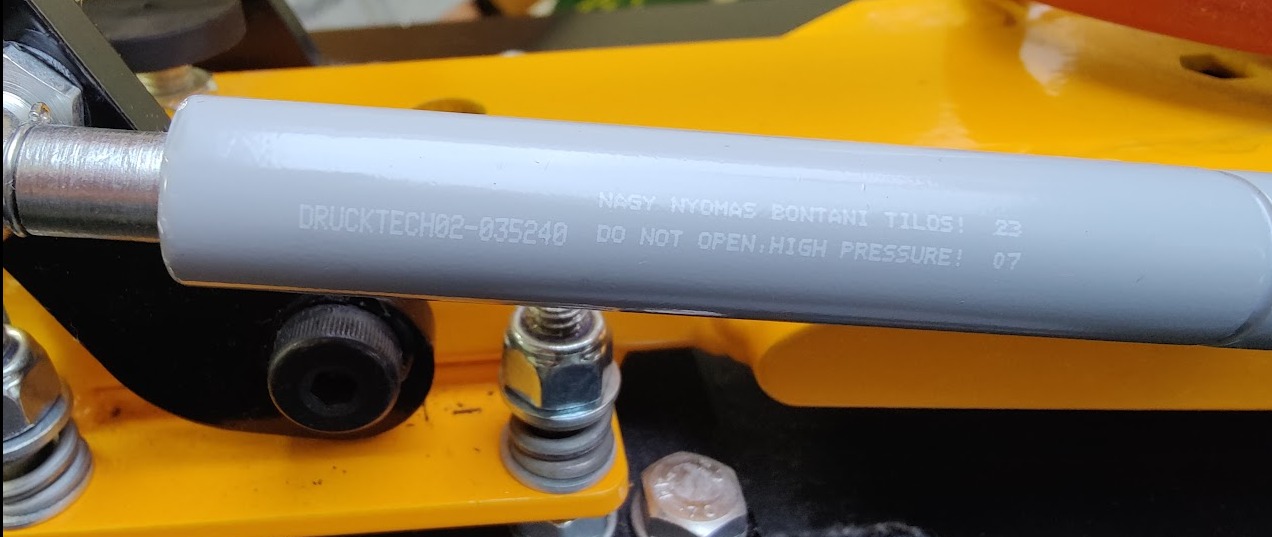 DRUCKTECH02-035240
NAGY NYOMAS BONTANI TILOS! 23
DO NOT OPEN,HIGH PRESSURE! 07